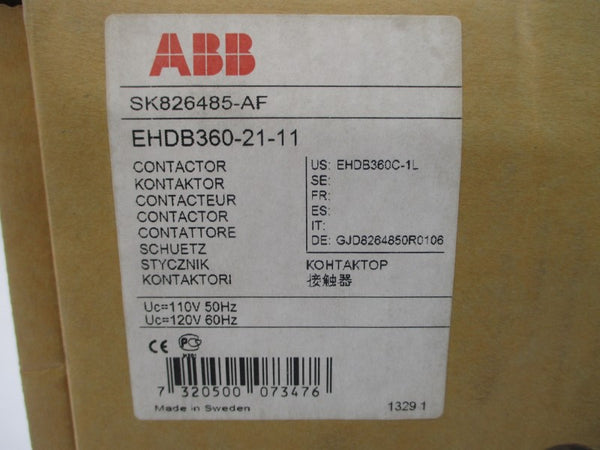 ABB
SK826485-AF
EHDB360-21-11
CONTACTOR
KONTAKTOR
CONTACTEUR
CONTACTOR
CONTATTORE
SCHUETZ
STYCZNIK
KONTAKTORI
US: EHDB360C-1L
SE:
FR:
ES:
IT:
DE: GJD8264850R0106
КОНТАКТОР
接触器
Uc=110V 50Hz
Uc=120V 60Hz
CE
7 320500 073476
Made in Sweden
1329 1